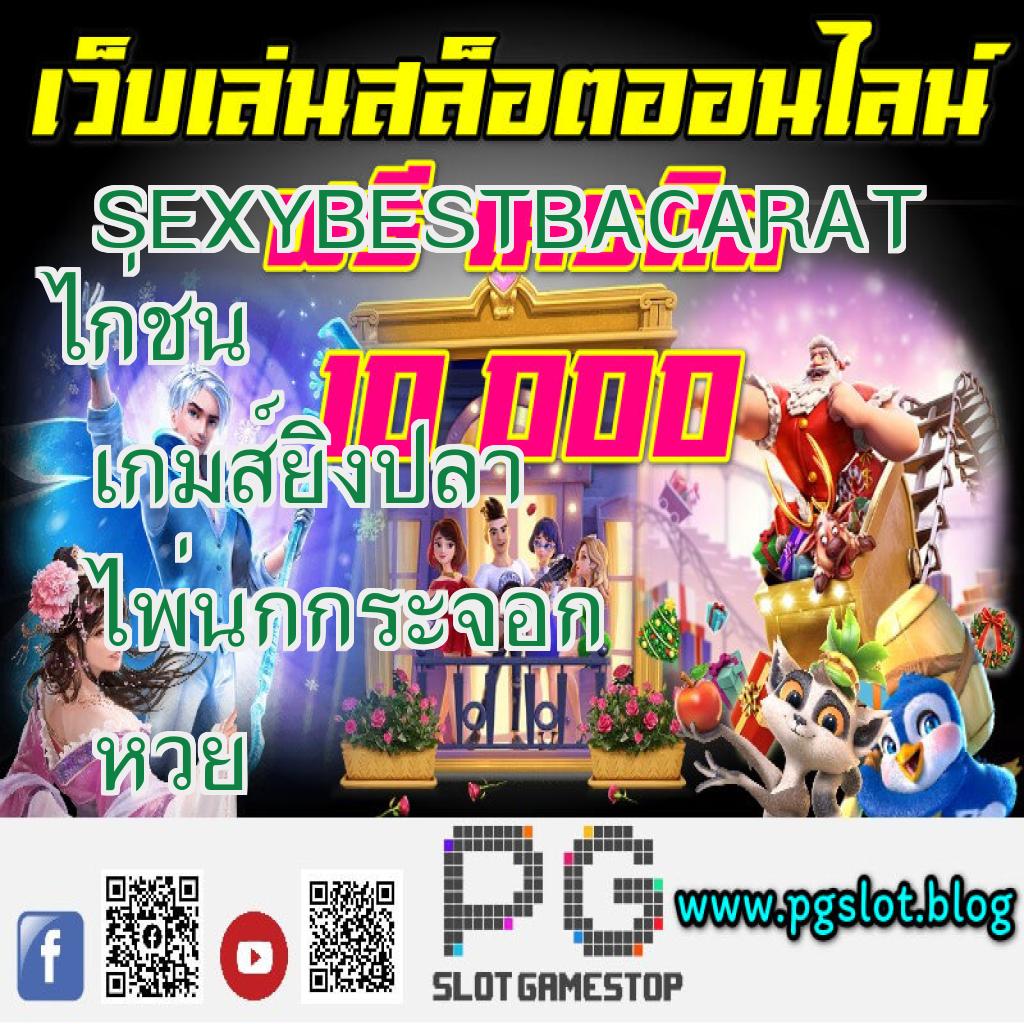 เว็บเล่นสล็อตออนไลน์
SEXYBESTBACARAT
ไก่ชน
10,000
เกมส์ยิงปลา
ไพ่นกกระจอก
หวย
PG
SLOT GAMESTOP
www.pgslot.blog